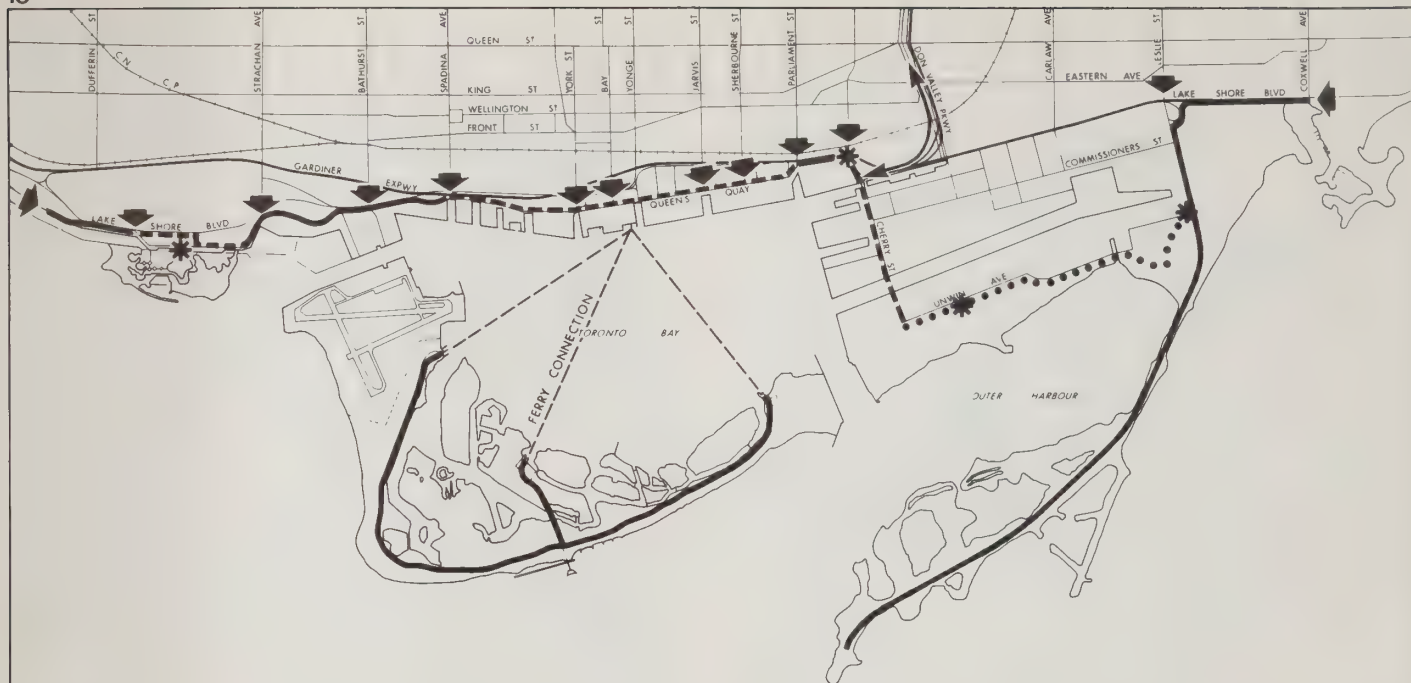 DUFFERIN ST
STRACHAN AVE
BATHURST ST
SPADINA AVE
YORK ST
BAY ST
YONGE ST
JARVIS ST
SHERBOURNE ST
PARLIAMENT ST
DON VALLEY PKWY
CARLAW AVE
LESLIE ST
COXWELL AVE
QUEEN ST
CN
C.P.
KING ST
WELLINGTON ST
FRONT ST
EASTERN AVE
LAKE SHORE BLVD
COMMISSIONERS ST
GARDINER EXPWY
QUEENS QUAY
LAKE SHORE BLVD
CHERRY ST
UNWIN AVE
FERRY CONNECTION
TORONTO BAY
OUTER HARBOUR